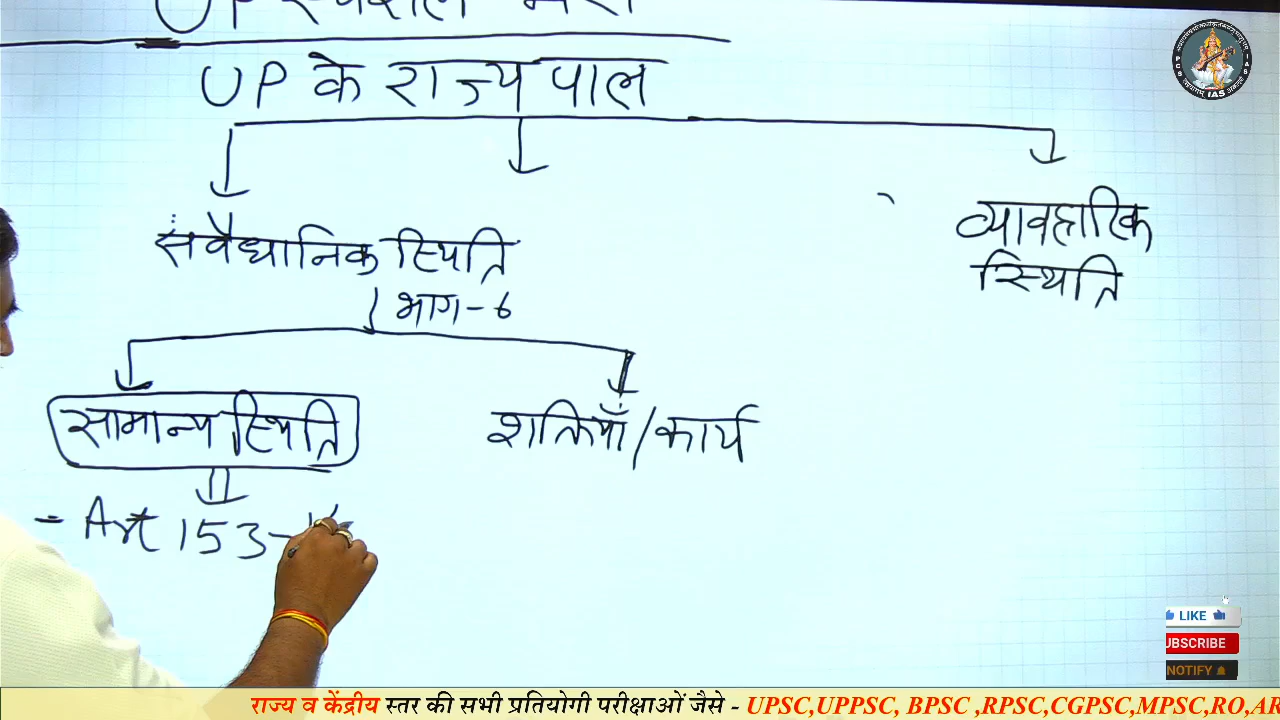 UP के राज्यपाल
संवैधानिक स्थिति
भाग-6
व्यावहारिक
स्थिति
सामान्य स्थिति
शक्तियाँ/कार्य
= Art 153-
LIKE
UBSCRIBE
NOTIFY
राज्य व केंद्रीय स्तर की सभी प्रतियोगी परीक्षाओं जैसे - UPSC,UPPSC, BPSC ,RPSC,CGPSC,MPSC,RO,AR
IAS